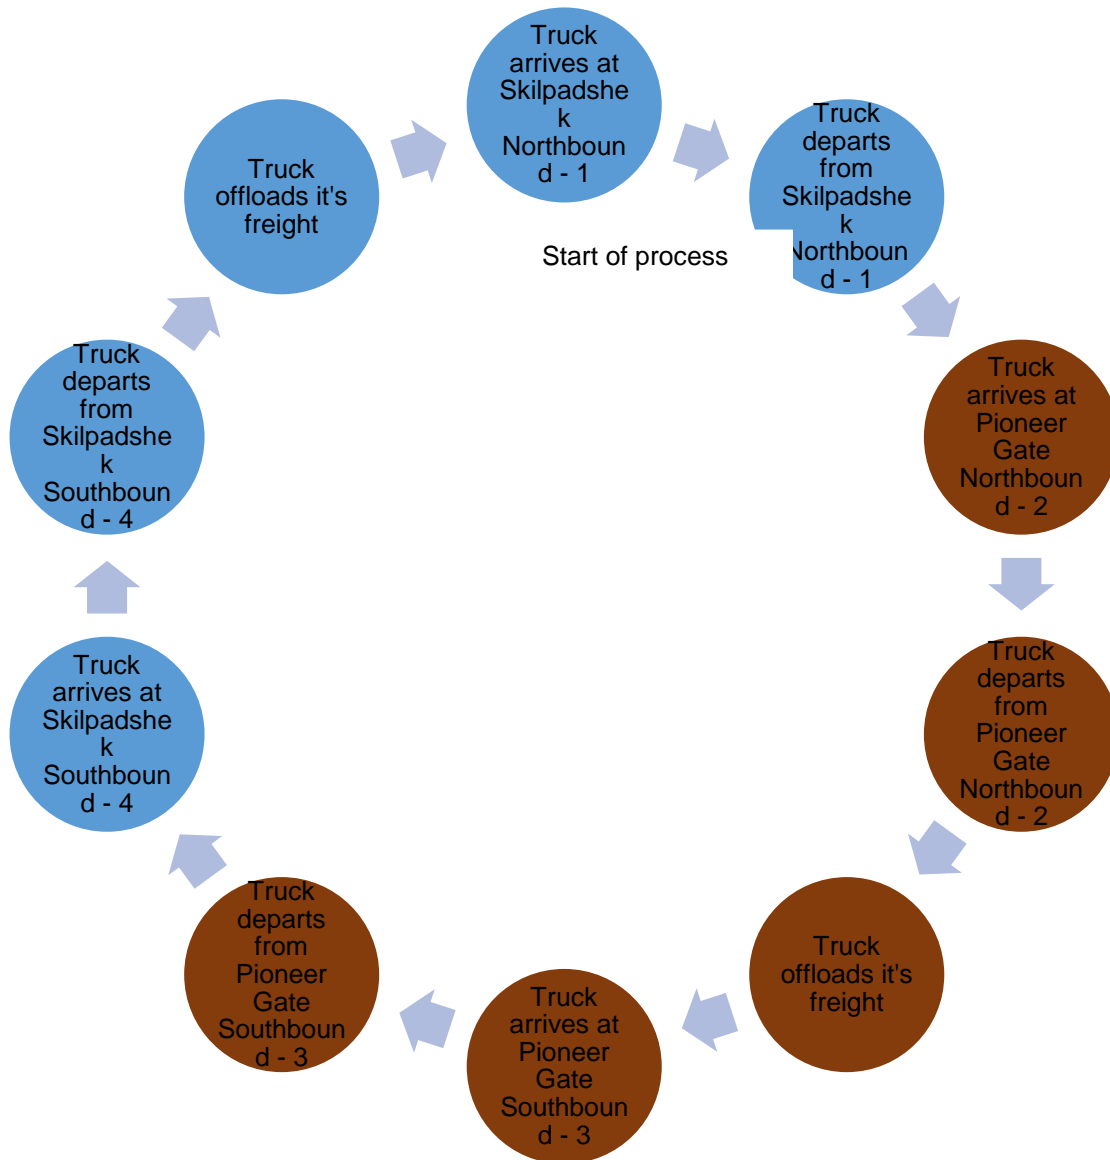 Truck
arrives at
Skilpadshe
k
Northboun
d - 1
Start of process
Truck
departs
from
Skilpadshe
k
Northboun
d - 1
Truck
arrives at
Pioneer
Gate
Northboun
d - 2
Truck
departs
from
Pioneer
Gate
Northboun
d - 2
Truck
offloads it's
freight
Truck
arrives at
Pioneer
Gate
Southboun
d - 3
Truck
departs
from
Pioneer
Gate
Southboun
d - 3
Truck
arrives at
Skilpadshe
k
Southboun
d - 4
Truck
departs
from
Skilpadshe
k
Southboun
d - 4
Truck
offloads it's
freight